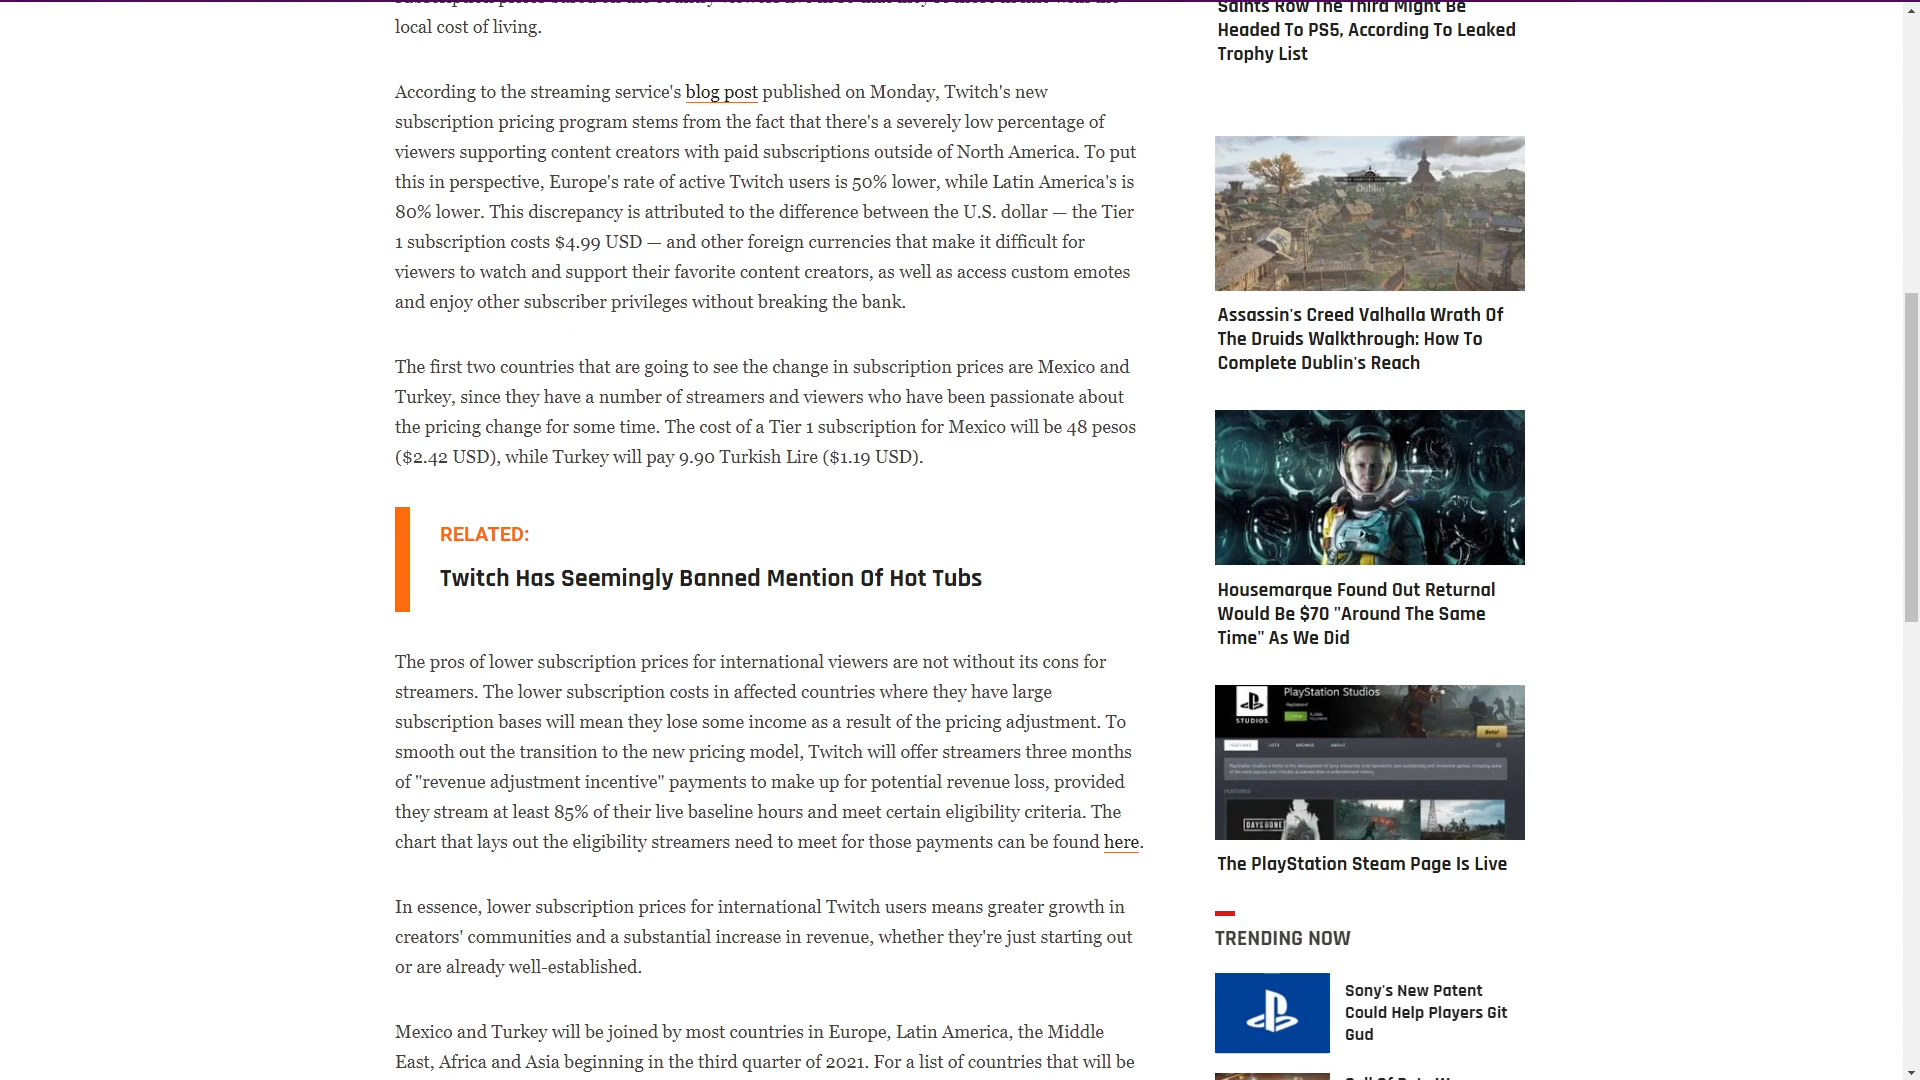 local cost of living.
According to the streaming service's blog post published on Monday, Twitch's new
subscription pricing program stems from the fact that there's a severely low percentage of
viewers supporting content creators with paid subscriptions outside of North America. To put
this in perspective, Europe's rate of active Twitch users is 50% lower, while Latin America's is
80% lower. This discrepancy is attributed to the difference between the U.S. dollar — the Tier
1 subscription costs $4.99 USD — and other foreign currencies that make it difficult for
viewers to watch and support their favorite content creators, as well as access custom emotes
and enjoy other subscriber privileges without breaking the bank.
The first two countries that are going to see the change in subscription prices are Mexico and
Turkey, since they have a number of streamers and viewers who have been passionate about
the pricing change for some time. The cost of a Tier 1 subscription for Mexico will be 48 pesos
($2.42 USD), while Turkey will pay 9.90 Turkish Lire ($1.19 USD).
RELATED:
Twitch Has Seemingly Banned Mention Of Hot Tubs
The pros of lower subscription prices for international viewers are not without its cons for
streamers. The lower subscription costs in affected countries where they have large
subscription bases will mean they lose some income as a result of the pricing adjustment. To
smooth out the transition to the new pricing model, Twitch will offer streamers three months
of "revenue adjustment incentive" payments to make up for potential revenue loss, provided
they stream at least 85% of their live baseline hours and meet certain eligibility criteria. The
chart that lays out the eligibility streamers need to meet for those payments can be found here.
In essence, lower subscription prices for international Twitch users means greater growth in
creators' communities and a substantial increase in revenue, whether they're just starting out
or are already well-established.
Mexico and Turkey will be joined by most countries in Europe, Latin America, the Middle
East, Africa and Asia beginning in the third quarter of 2021. For a list of countries that will be
Saints Row The Third Might Be
Headed To PS5, According To Leaked
Trophy List
Dublin
Assassin's Creed Valhalla Wrath Of
The Druids Walkthrough: How To
Complete Dublin's Reach
Housemarque Found Out Returnal
Would Be $70 "Around The Same
Time" As We Did
PlayStation Studios
STUDIOS
Beta!
FEATURED LISTS BROWSE ABOUT
FEATURED
DAYS GONE
The PlayStation Steam Page Is Live
TRENDING NOW
Sony's New Patent
Could Help Players Git
Gud